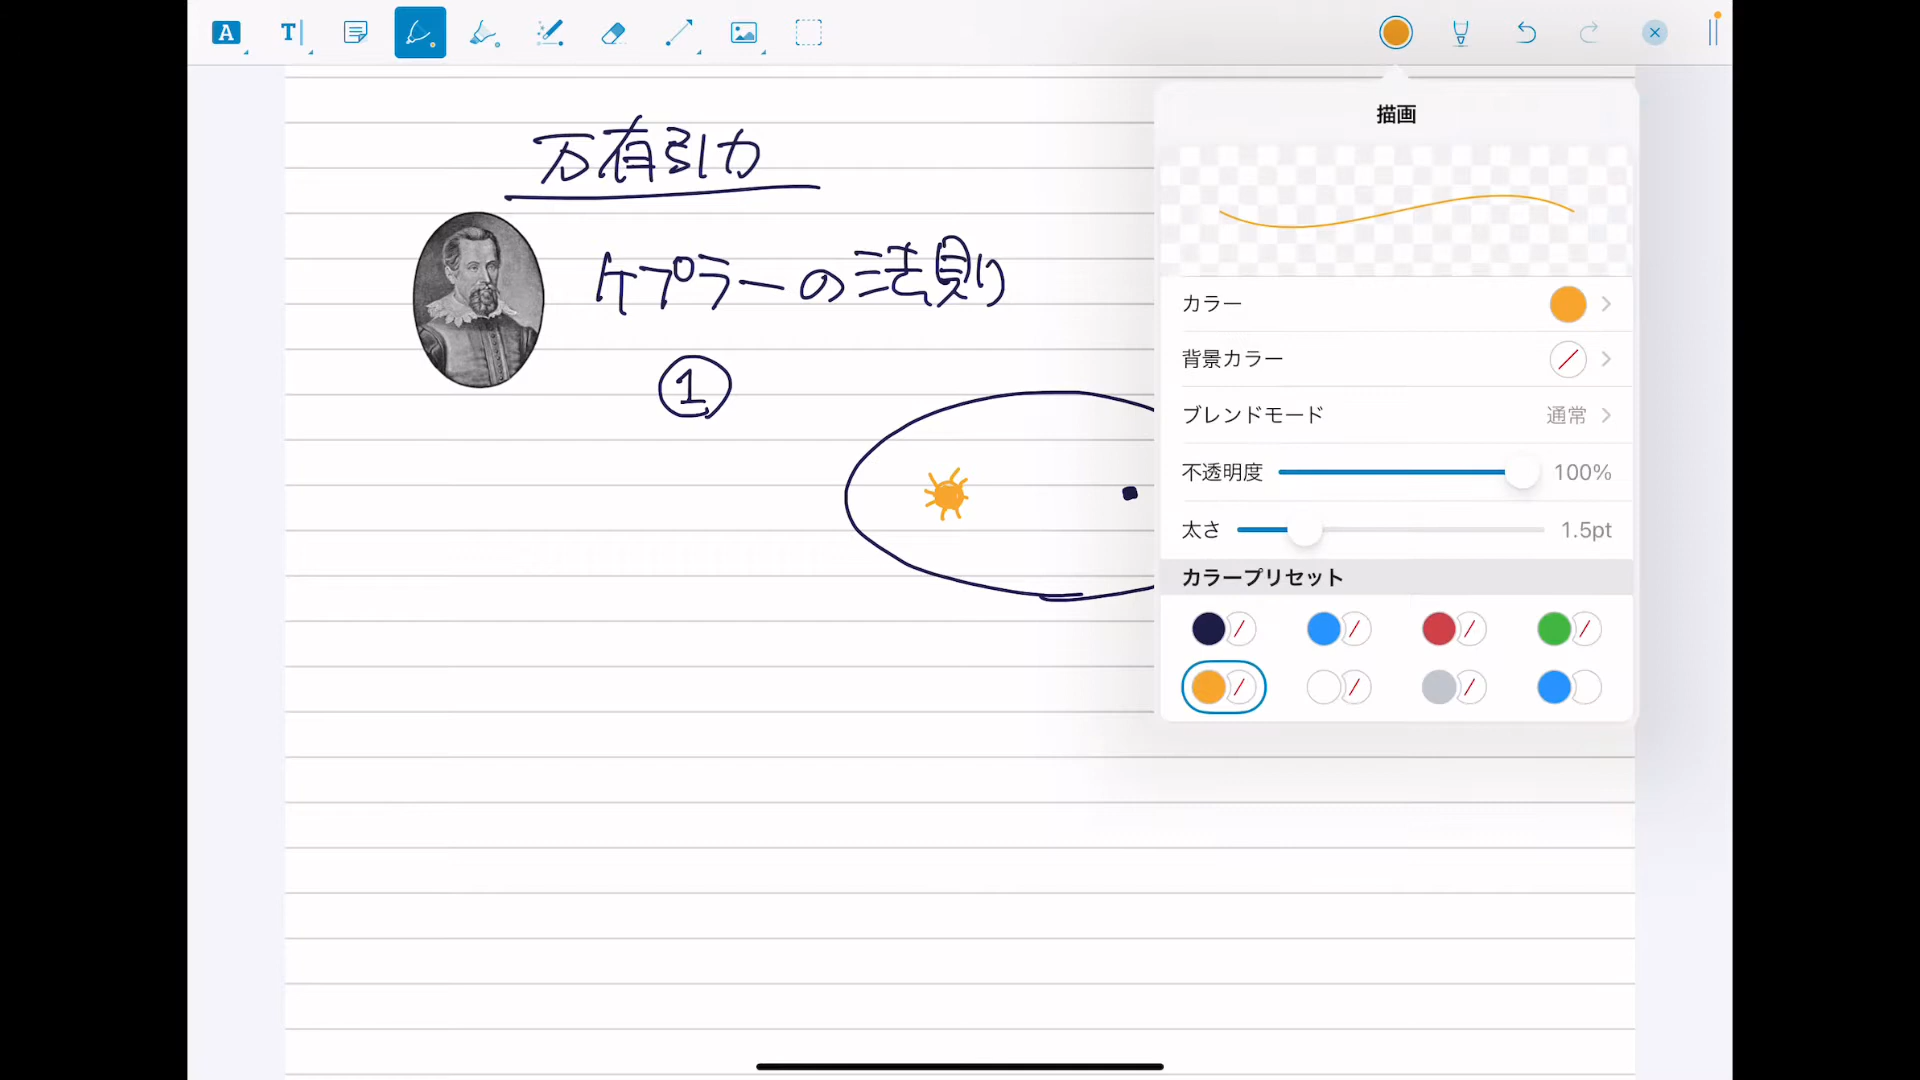 A
T
描画
万有引力
ケプラーの法則
カラー
背景カラー
①
ブレンドモード 通常
不透明度 100%
太さ 1.5pt
カラープリセット